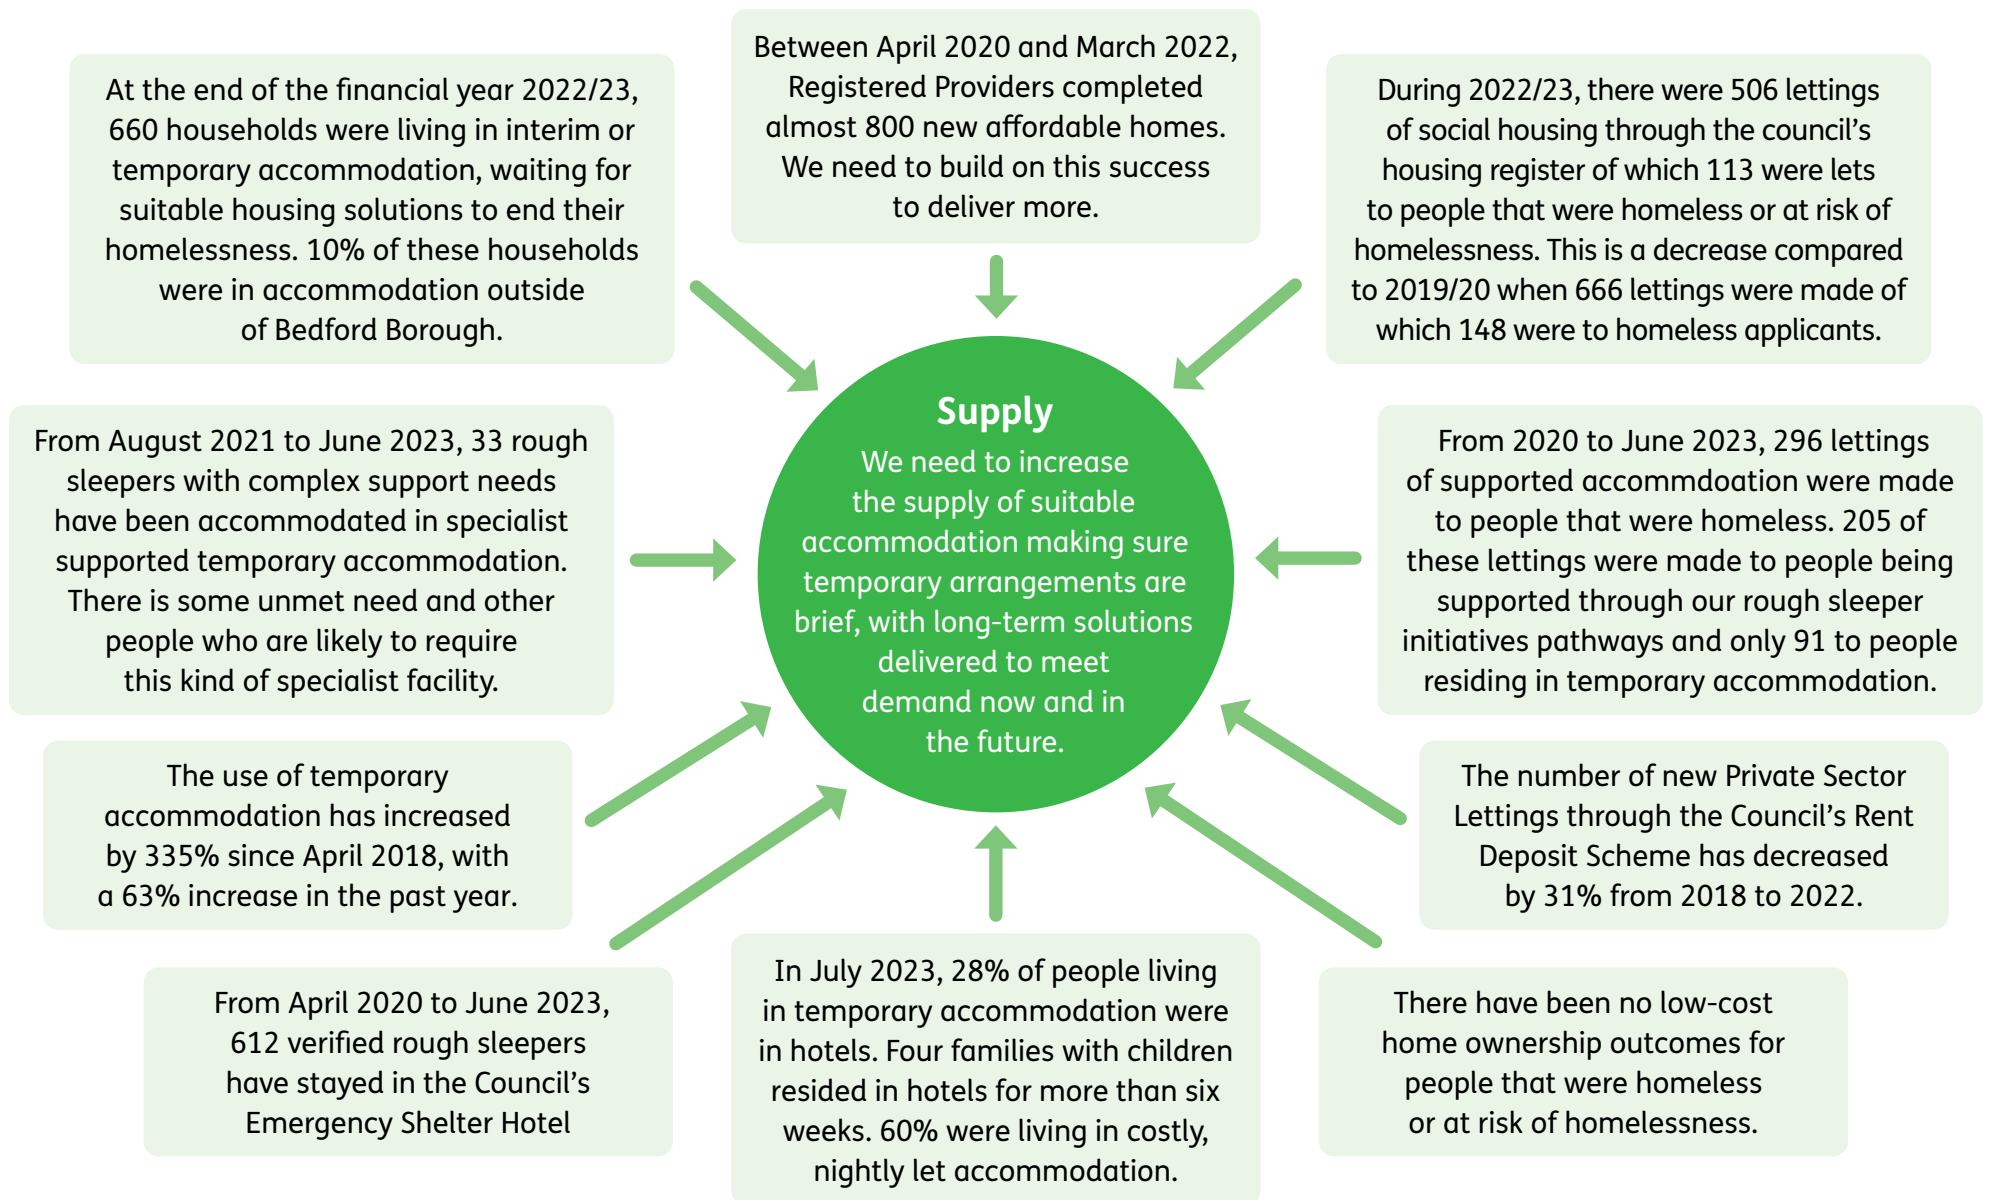 At the end of the financial year 2022/23,
660 households were living in interim or
temporary accommodation, waiting for
suitable housing solutions to end their
homelessness. 10% of these households
were in accommodation outside
of Bedford Borough.
Between April 2020 and March 2022,
Registered Providers completed
almost 800 new affordable homes.
We need to build on this success
to deliver more.
During 2022/23, there were 506 lettings
of social housing through the council’s
housing register of which 113 were lets
to people that were homeless or at risk of
homelessness. This is a decrease compared
to 2019/20 when 666 lettings were made of
which 148 were to homeless applicants.
From August 2021 to June 2023, 33 rough
sleepers with complex support needs
have been accommodated in specialist
supported temporary accommodation.
There is some unmet need and other
people who are likely to require
this kind of specialist facility.
Supply
We need to increase
the supply of suitable
accommodation making sure
temporary arrangements are
brief, with long-term solutions
delivered to meet
demand now and in
the future.
From 2020 to June 2023, 296 lettings
of supported accommdoation were made
to people that were homeless. 205 of
these lettings were made to people being
supported through our rough sleeper
initiatives pathways and only 91 to people
residing in temporary accommodation.
The use of temporary
accommodation has increased
by 335% since April 2018, with
a 63% increase in the past year.
The number of new Private Sector
Lettings through the Council’s Rent
Deposit Scheme has decreased
by 31% from 2018 to 2022.
From April 2020 to June 2023,
612 verified rough sleepers
have stayed in the Council’s
Emergency Shelter Hotel
In July 2023, 28% of people living
in temporary accommodation were
in hotels. Four families with children
resided in hotels for more than six
weeks. 60% were living in costly,
nightly let accommodation.
There have been no low-cost
home ownership outcomes for
people that were homeless
or at risk of homelessness.